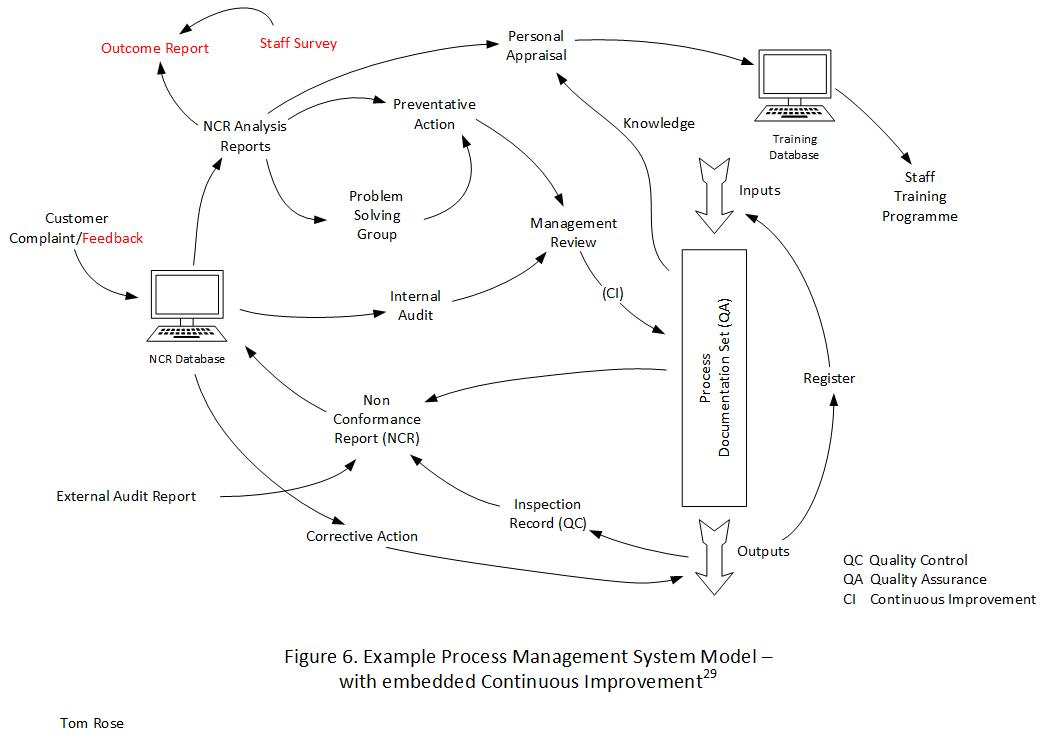 Outcome Report
Staff Survey
Personal
Appraisal
NCR Analysis
Reports
Preventative
Action
Knowledge
Training
Database
Staff
Training
Programme
Inputs
Problem
Solving
Group
Customer
Complaint/Feedback
Management
Review
(CI)
Internal
Audit
NCR Database
Process
Documentation Set (QA)
Register
Non
Conformance
Report (NCR)
External Audit Report
Inspection
Record (QC)
Corrective Action
Outputs
QC Quality Control
QA Quality Assurance
CI Continuous Improvement
Figure 6. Example Process Management System Model –
with embedded Continuous Improvement29
Tom Rose